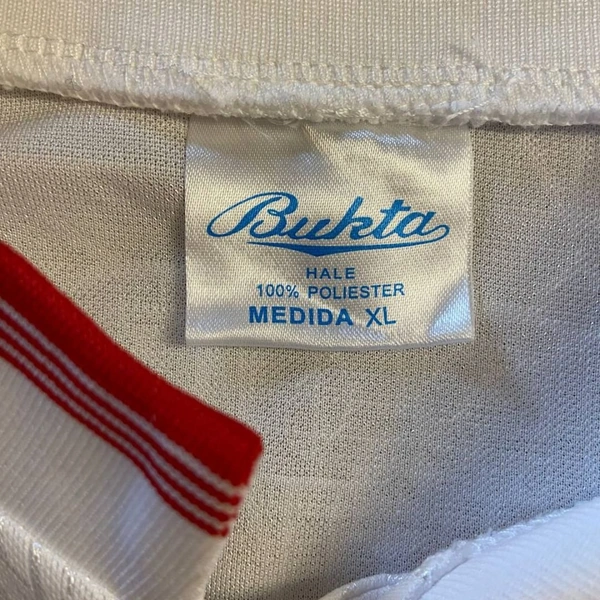 Bukta
HALE
100% POLIESTER
MEDIDA XL